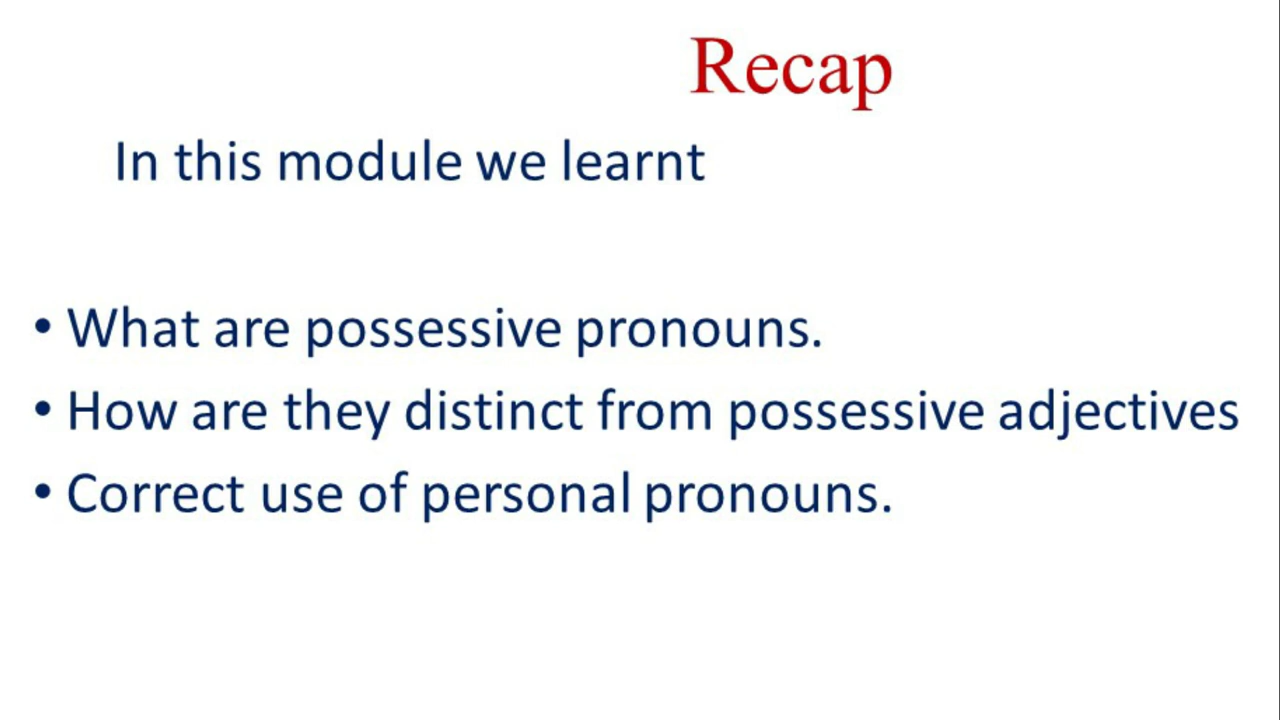 Recap
In this module we learnt
• What are possessive pronouns.
• How are they distinct from possessive adjectives
• Correct use of personal pronouns.